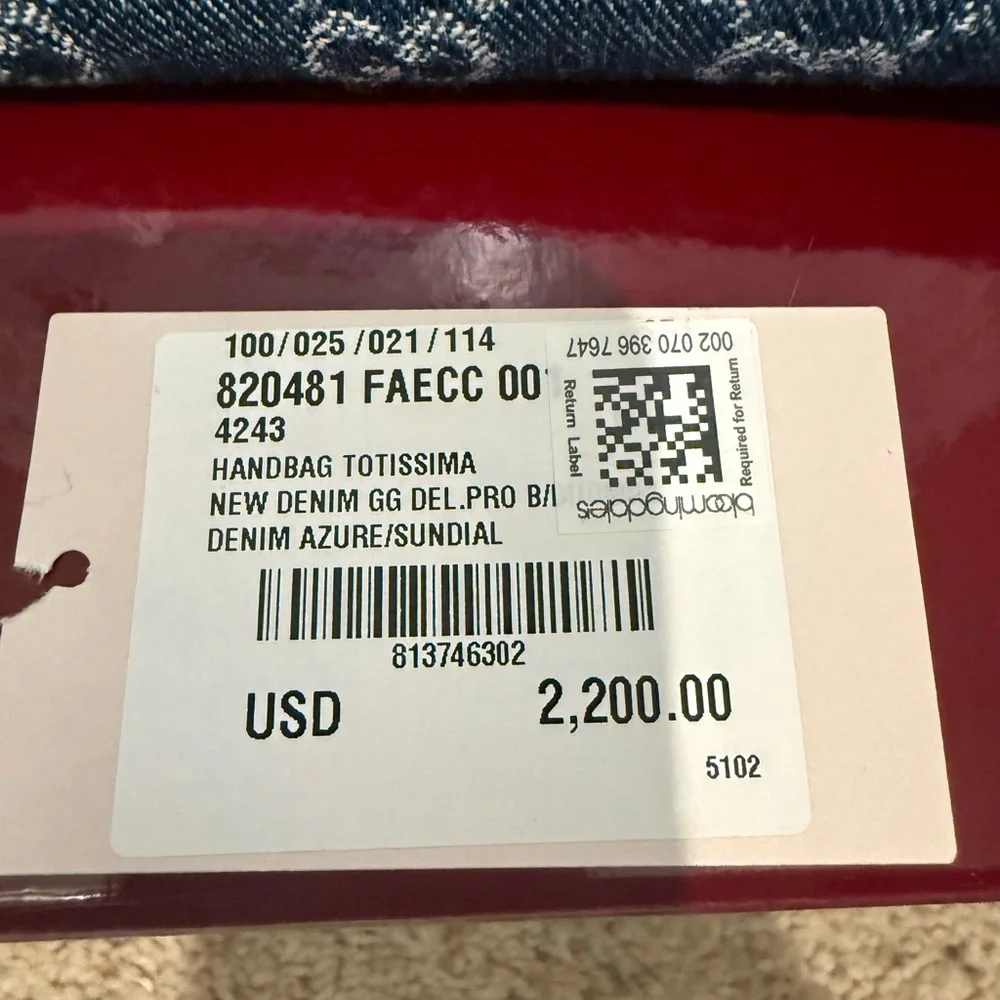 100/025/021/114
820481 FAECC 00
4243
HANDBAG TOTISSIMA
NEW DENIM GG DEL.PRO B/
DENIM AZURE/SUNDIAL
813746302
USD 2,200.00
5102
002 070 396 7647
Return Label
Required for Return
bloomingdale's